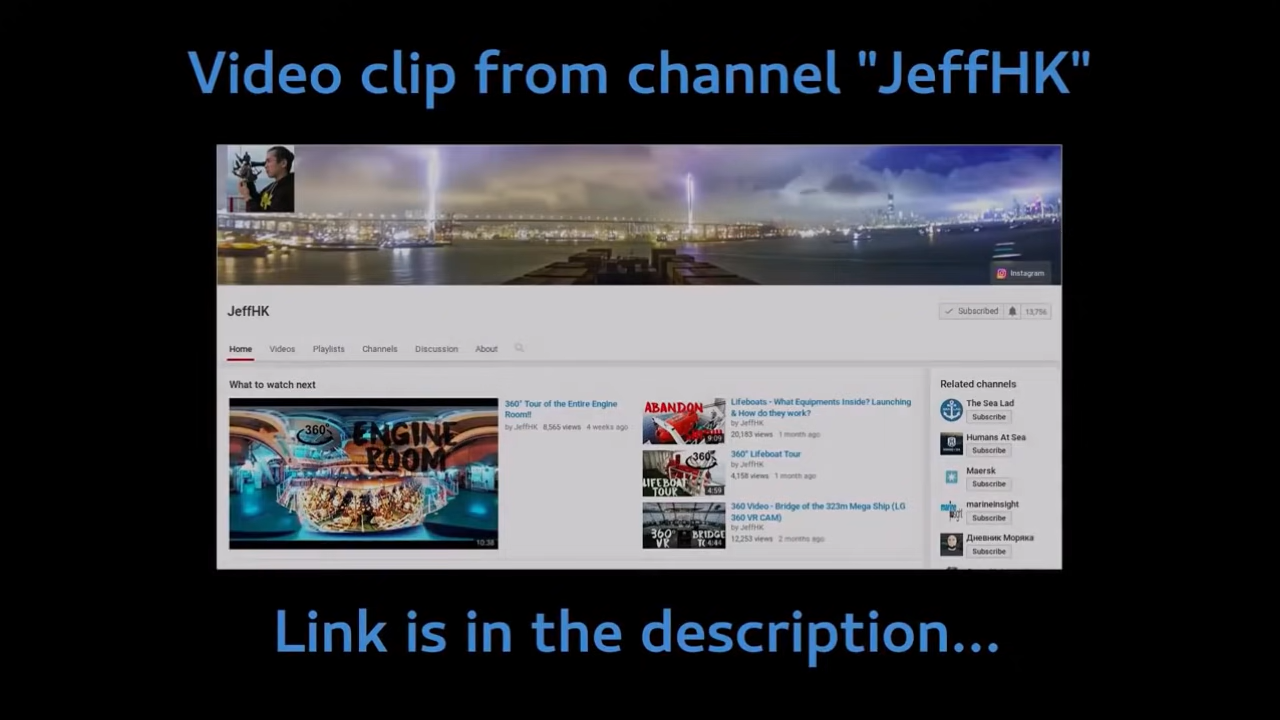 Video clip from channel "JeffHK"
Instagram
JeffHK
Subscribed 13,756
Home Videos Playlists Channels Discussion About
What to watch next
360° ENGINE ROOM
10:38
360° Tour of the Entire Engine
Room!!
by JeffHK 8,565 views 4 weeks ago
ABANDON
9:09
Lifeboats - What Equipments Inside? Launching
& How do they work?
by JeffHK
20,183 views 1 month ago
360°
LIFEBOAT
TOUR
4:59
360° Lifeboat Tour
by JeffHK
4,158 views 1 month ago
360°
VR
BRIDGE
4:44
360 Video - Bridge of the 323m Mega Ship (LG
360 VR CAM)
by JeffHK
12,253 views 2 months ago
Related channels
The Sea Lad
Subscribe
Humans At Sea
Subscribe
Maersk
Subscribe
marineinsight
Subscribe
Дневник Моряка
Subscribe
Link is in the description...